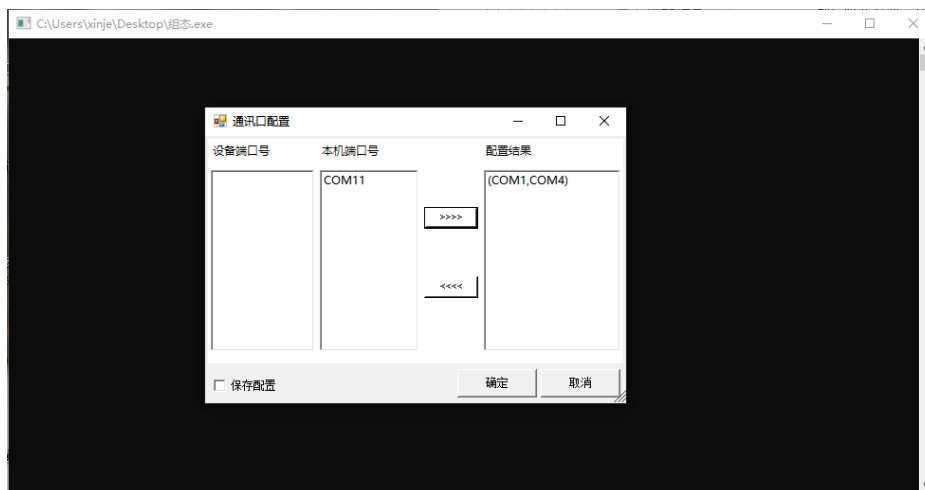 C:\Users\xinje\Desktop\组态.exe
通讯口配置
设备端口号 本机端口号 配置结果
COM11 (COM1,COM4)
>>>>
<<<<
保存配置 确定 取消